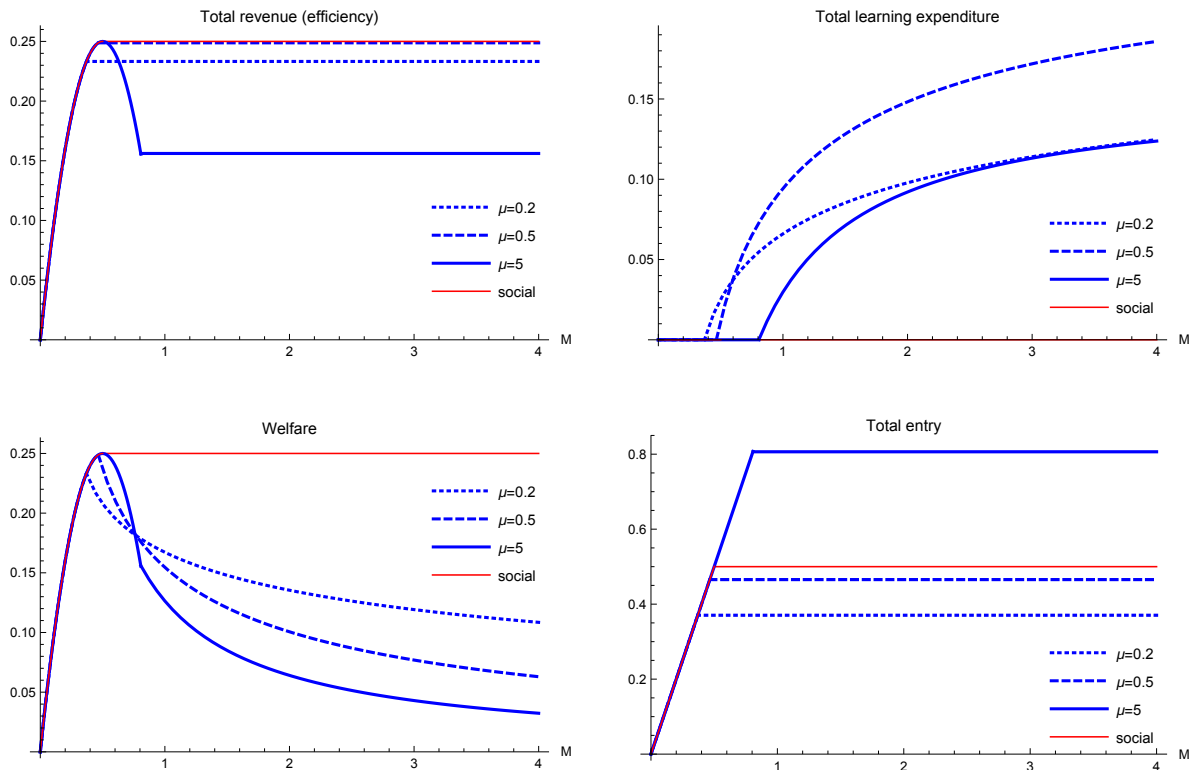 Total revenue (efficiency)
0.25
0.20
0.15
0.10
0.05
1 2 3 4 M
μ=0.2
μ=0.5
μ=5
social
Total learning expenditure
0.15
0.10
0.05
1 2 3 4 M
μ=0.2
μ=0.5
μ=5
social
Welfare
0.25
0.20
0.15
0.10
0.05
1 2 3 4 M
μ=0.2
μ=0.5
μ=5
social
Total entry
0.8
0.6
0.4
0.2
1 2 3 4 M
μ=0.2
μ=0.5
μ=5
social